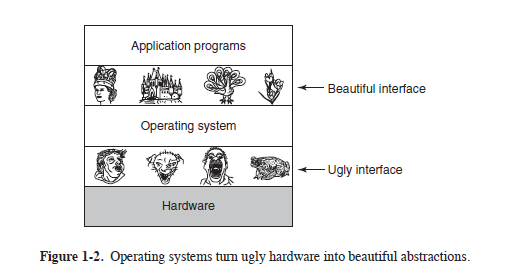 Application programs
Beautiful interface
Operating system
Ugly interface
Hardware
Figure 1-2. Operating systems turn ugly hardware into beautiful abstractions.